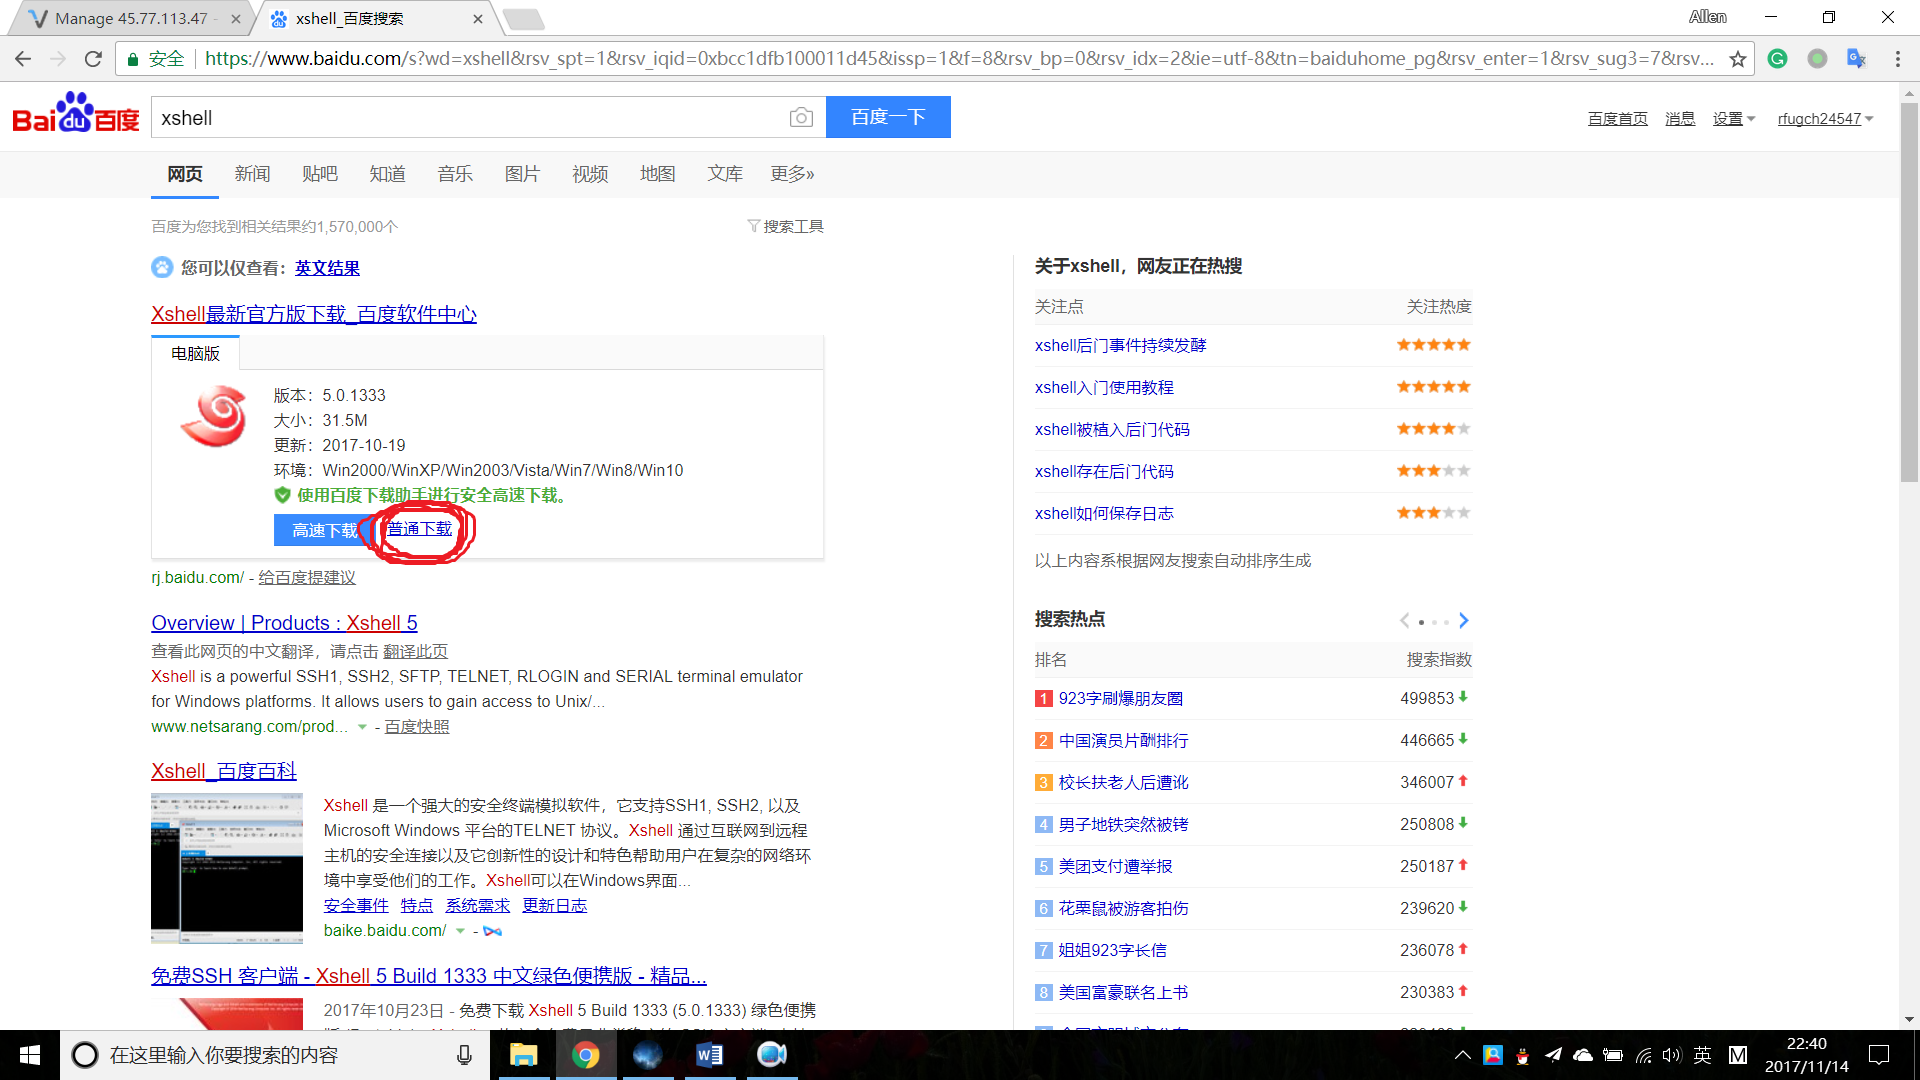 Manage 45.77.113.47 -
xshell_百度搜索
Allen
安全
https://www.baidu.com/s?wd=xshell&rsv_spt=1&rsv_iqid=0xbcc1dfb100011d45&issp=1&f=8&rsv_bp=0&rsv_idx=2&ie=utf-8&tn=baiduhome_pg&rsv_enter=1&rsv_sug3=7&rsv...
Bai du 百度
xshell
百度一下
百度首页 消息 设置 rfugch24547
网页 新闻 贴吧 知道 音乐 图片 视频 地图 文库 更多»
百度为您找到相关结果约1,570,000个
搜索工具
您可以仅查看：英文结果
Xshell最新官方版下载_百度软件中心
电脑版
版本：5.0.1333
大小：31.5M
更新：2017-10-19
环境：Win2000/WinXP/Win2003/Vista/Win7/Win8/Win10
使用百度下载助手进行安全高速下载。
高速下载 普通下载
rj.baidu.com/ - 给百度提建议
Overview | Products : Xshell 5
查看此网页的中文翻译，请点击 翻译此页
Xshell is a powerful SSH1, SSH2, SFTP, TELNET, RLOGIN and SERIAL terminal emulator
for Windows platforms. It allows users to gain access to Unix/...
www.netsarang.com/prod... - 百度快照
Xshell_百度百科
Xshell 是一个强大的安全终端模拟软件，它支持SSH1, SSH2, 以及
Microsoft Windows 平台的TELNET 协议。Xshell 通过互联网到远程
主机的安全连接以及它创新性的设计和特色帮助用户在复杂的网络环
境中享受他们的工作。Xshell可以在Windows界面...
安全事件 特点 系统需求 更新日志
baike.baidu.com/ -
免费SSH 客户端 - Xshell 5 Build 1333 中文绿色便携版 - 精品...
2017年10月23日 - 免费下载 Xshell 5 Build 1333 (5.0.1333) 绿色便携
关于xshell，网友正在热搜
关注点 关注热度
xshell后门事件持续发酵
xshell入门使用教程
xshell被植入后门代码
xshell存在后门代码
xshell如何保存日志
以上内容系根据网友搜索自动排序生成
搜索热点
排名 搜索指数
1 923字刷爆朋友圈 499853
2 中国演员片酬排行 446665
3 校长扶老人后遭讹 346007
4 男子地铁突然被铐 250808
5 美团支付遭举报 250187
6 花栗鼠被游客拍伤 239620
7 姐姐923字长信 236078
8 美国富豪联名上书 230383
在这里输入你要搜索的内容
英
M
22:40
2017/11/14